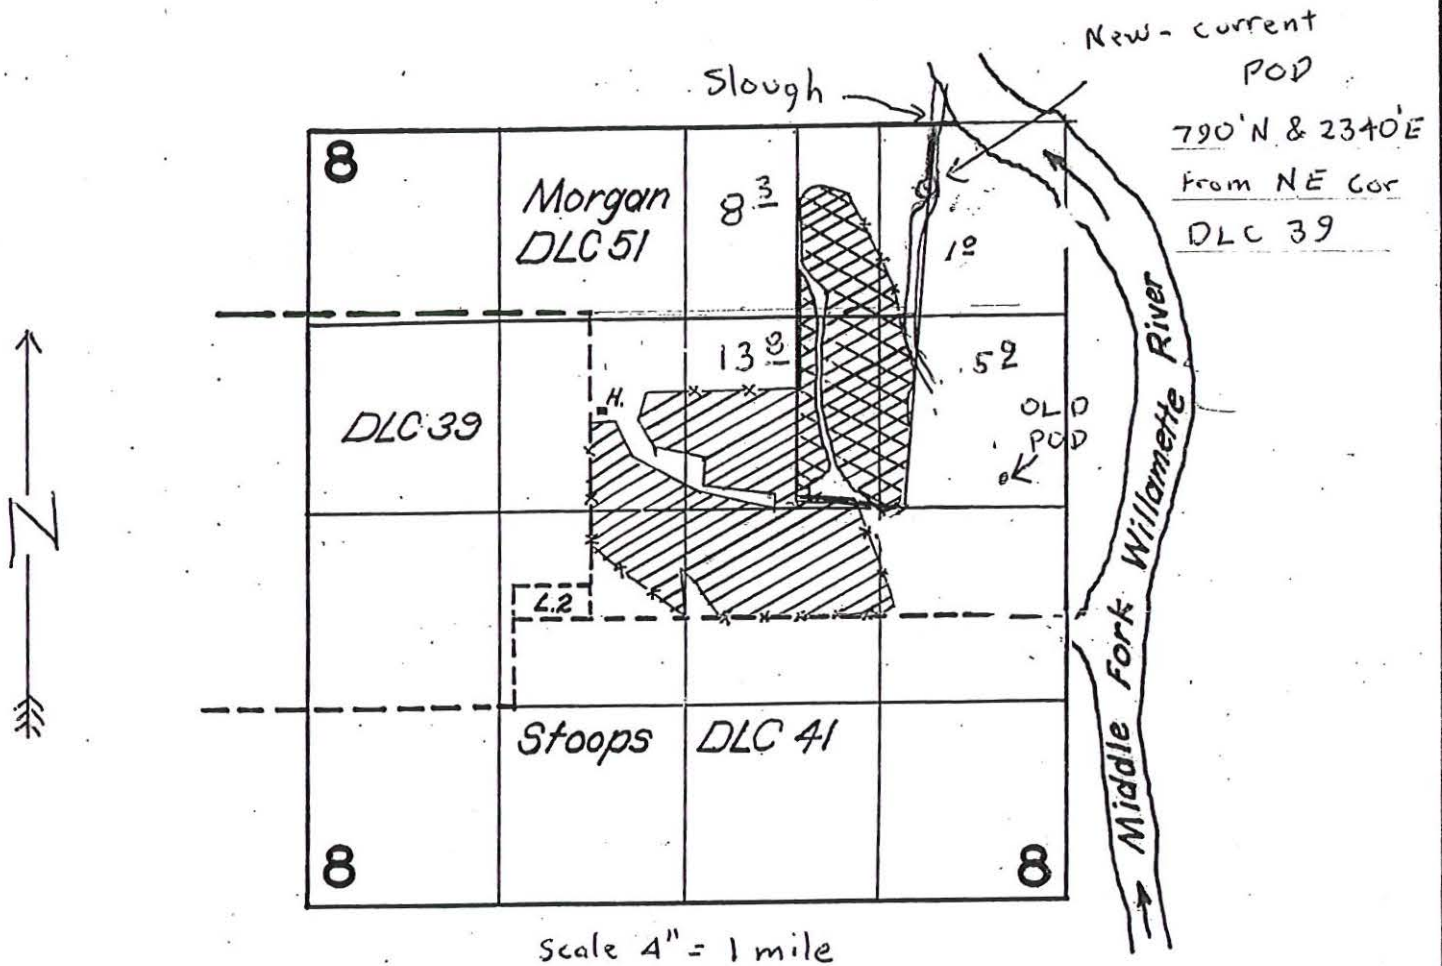 New - current
POD
790'N & 2340'E
From NE Cor
DLC 39
Slough
8
Morgan
DLC 51
8 3
1 0
13 8
5 9
DLC 39
H.
OLD
POD
L.2
Stoops DLC 41
8
8
Middle Fork Willamette River
N
Scale 4" = 1 mile